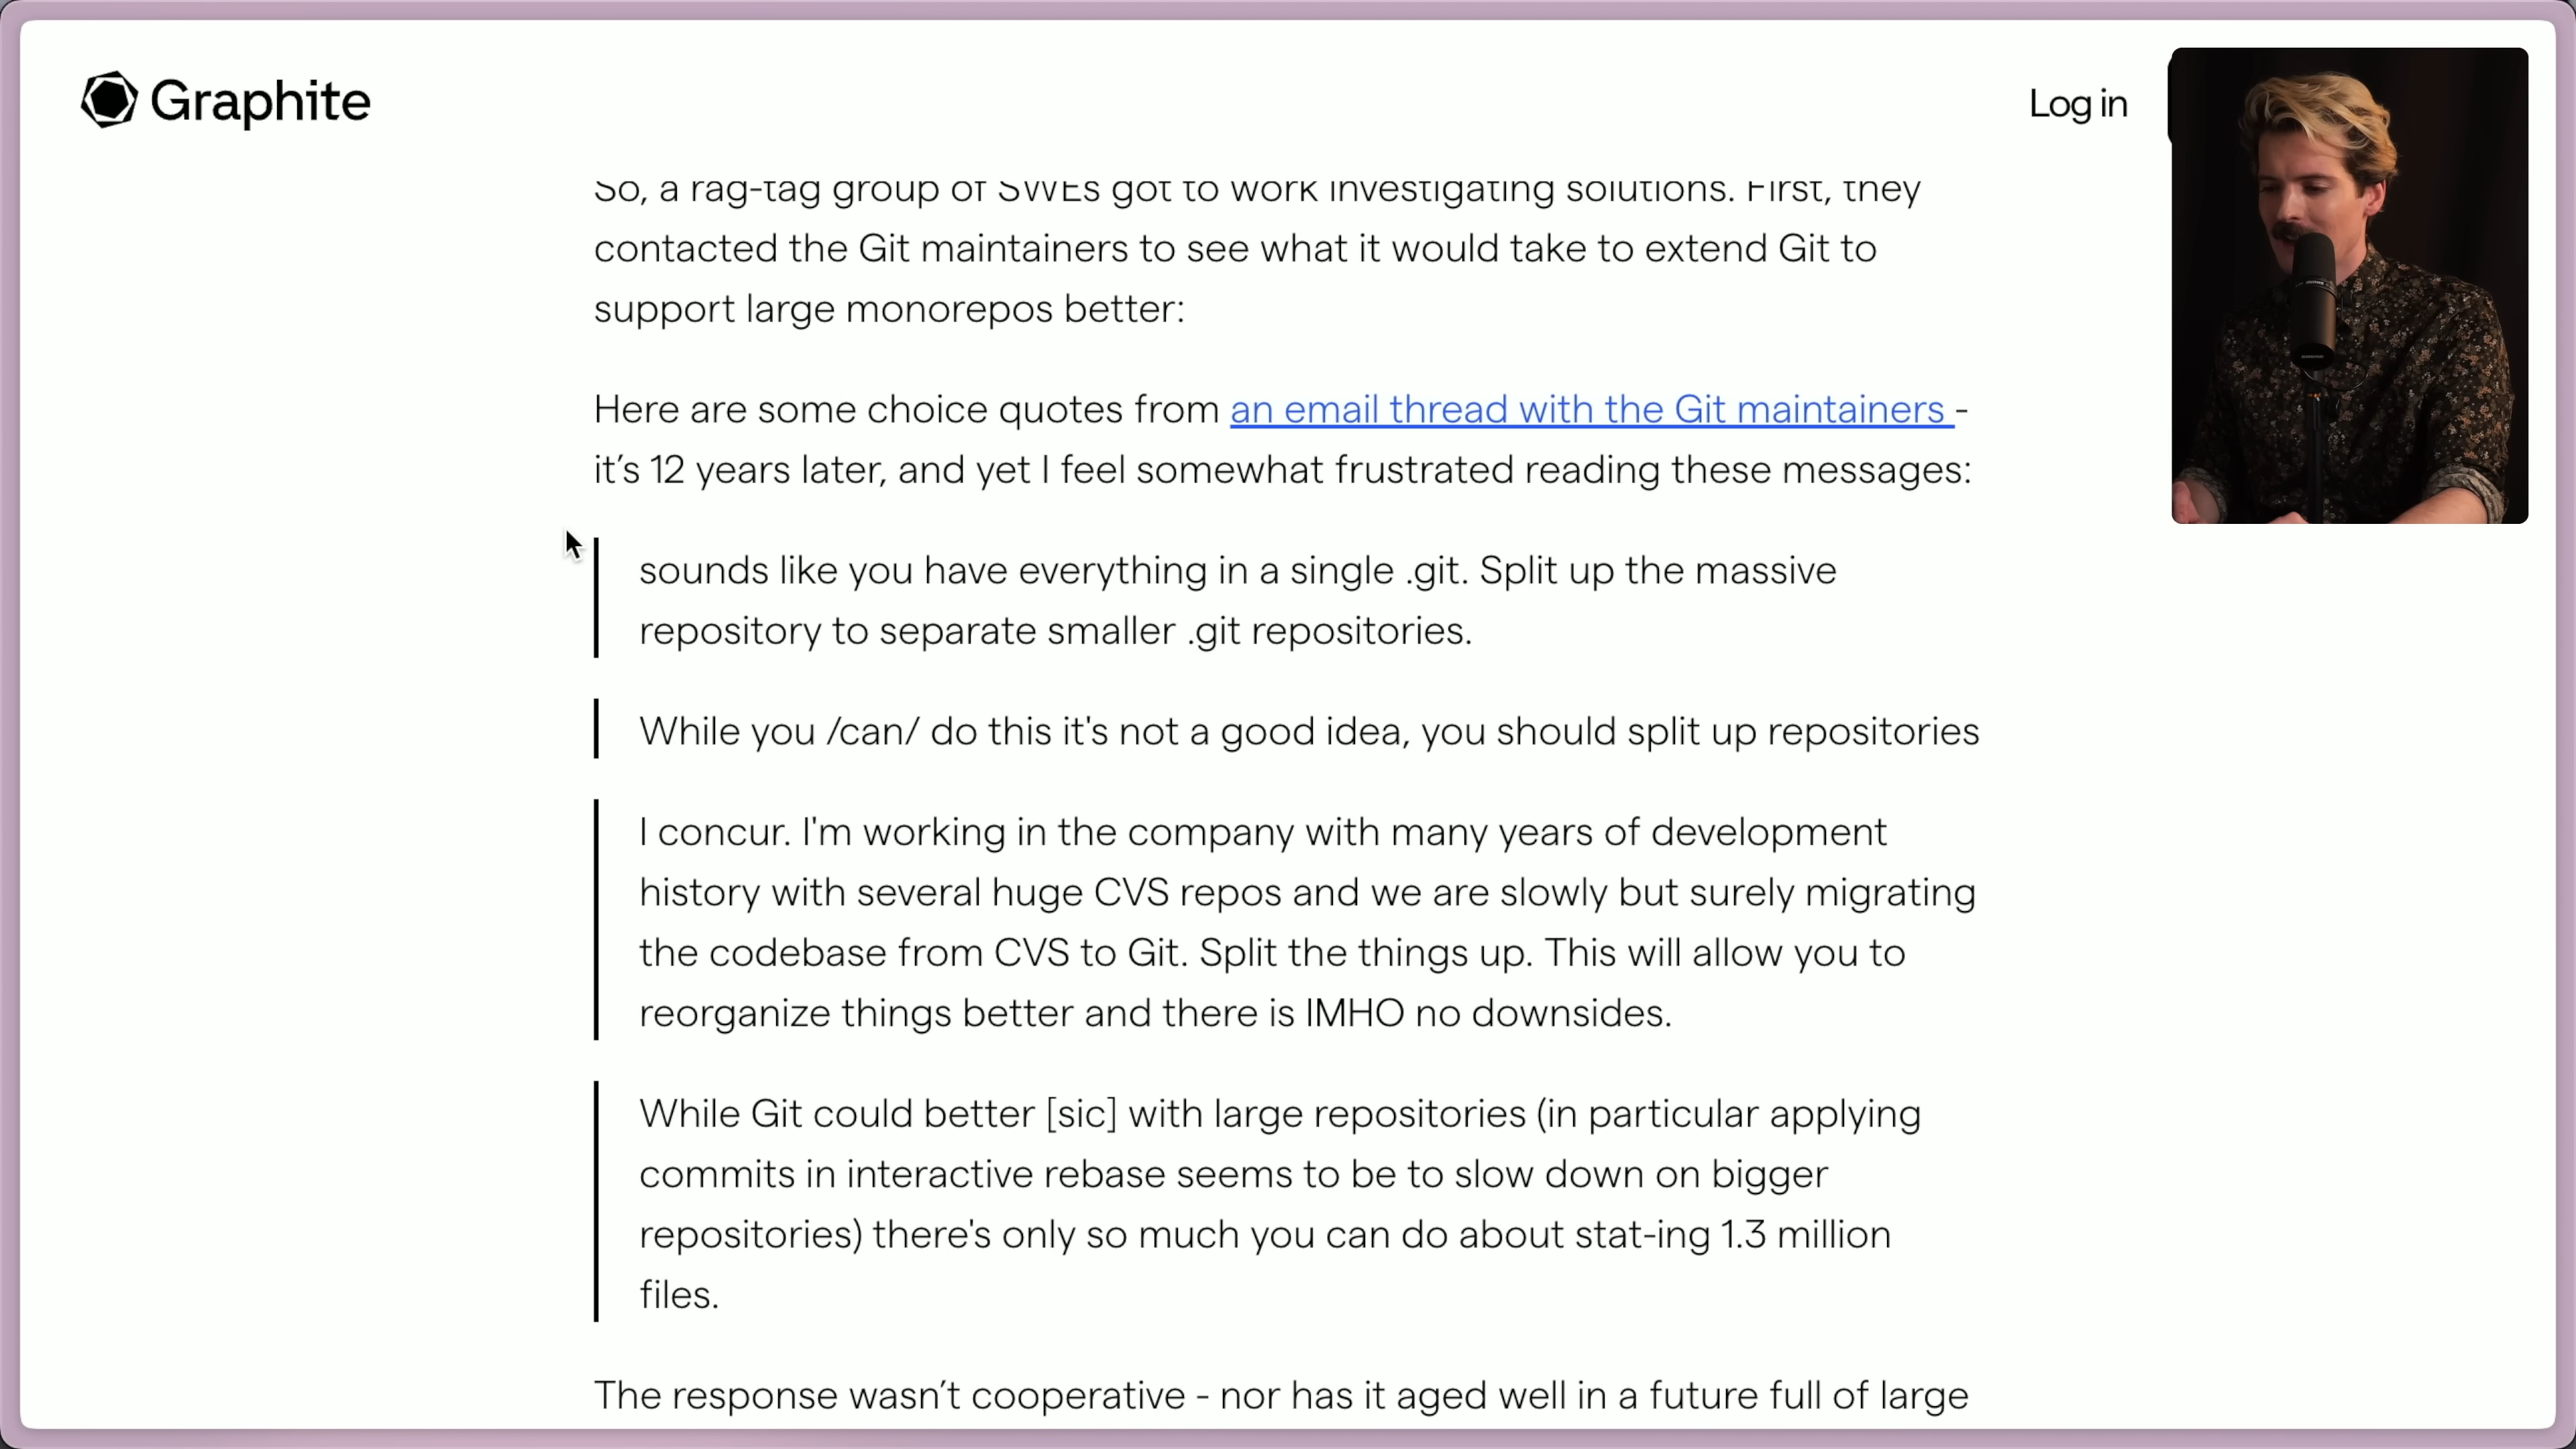 Graphite
Log in
So, a rag-tag group of SWEs got to work investigating solutions. First, they
contacted the Git maintainers to see what it would take to extend Git to
support large monorepos better:
Here are some choice quotes from an email thread with the Git maintainers -
it’s 12 years later, and yet I feel somewhat frustrated reading these messages:
sounds like you have everything in a single .git. Split up the massive
repository to separate smaller .git repositories.
While you /can/ do this it's not a good idea, you should split up repositories
I concur. I'm working in the company with many years of development
history with several huge CVS repos and we are slowly but surely migrating
the codebase from CVS to Git. Split the things up. This will allow you to
reorganize things better and there is IMHO no downsides.
While Git could better [sic] with large repositories (in particular applying
commits in interactive rebase seems to be to slow down on bigger
repositories) there's only so much you can do about stat-ing 1.3 million
files.
The response wasn’t cooperative - nor has it aged well in a future full of large